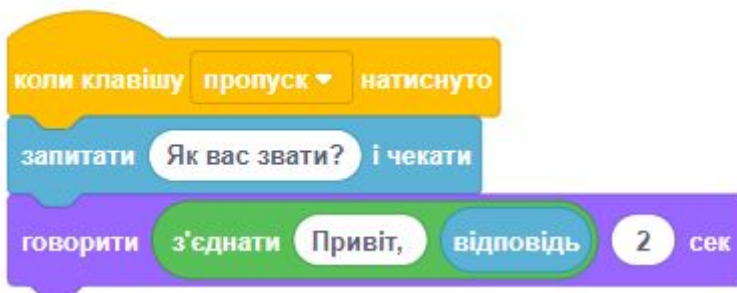 коли клавішу пропуск натиснуто
запитати Як вас звати? і чекати
говорити з'єднати Привіт, відповідь 2 сек